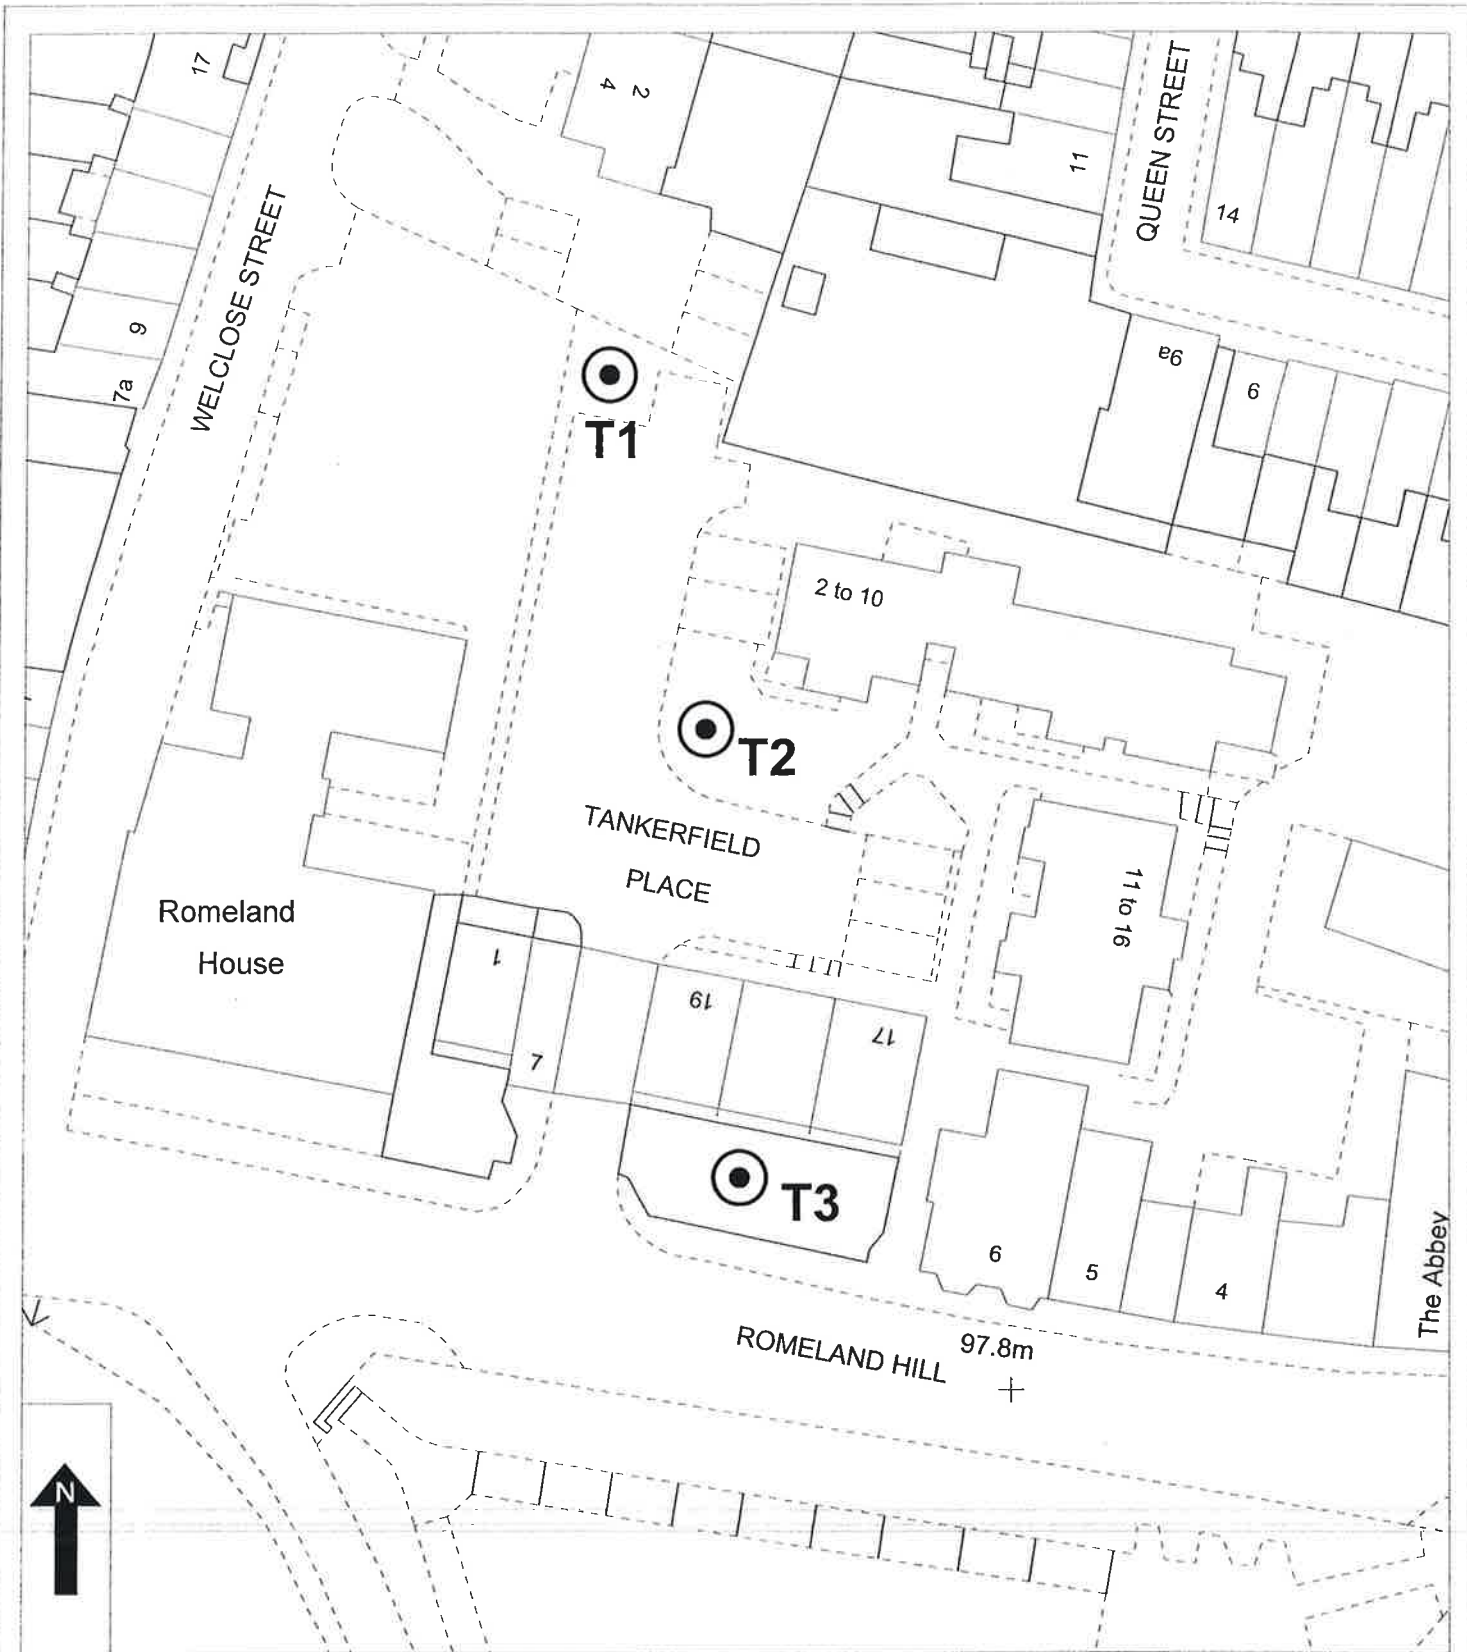 17
4
2
11
QUEEN STREET
14
WELCLOSE STREET
9
7a
6a
6
T1
2 to 10
T2
TANKERFIELD
PLACE
11 to 16
Romeland
House
1
7
19
17
T3
6
5
4
The Abbey
ROMELAND HILL
97.8m
N